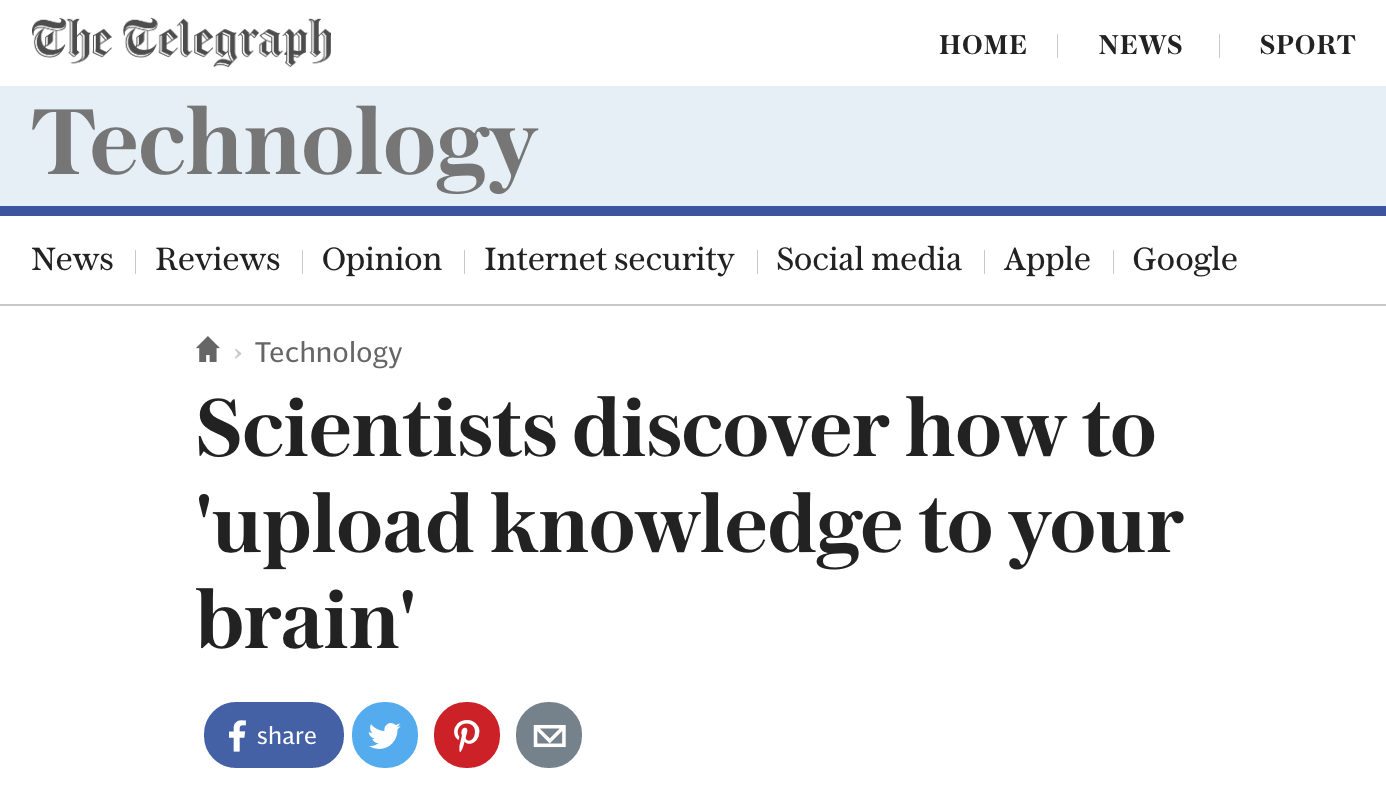 The Telegraph
HOME NEWS SPORT
Technology
News Reviews Opinion Internet security Social media Apple Google
› Technology
Scientists discover how to
'upload knowledge to your
brain'
share